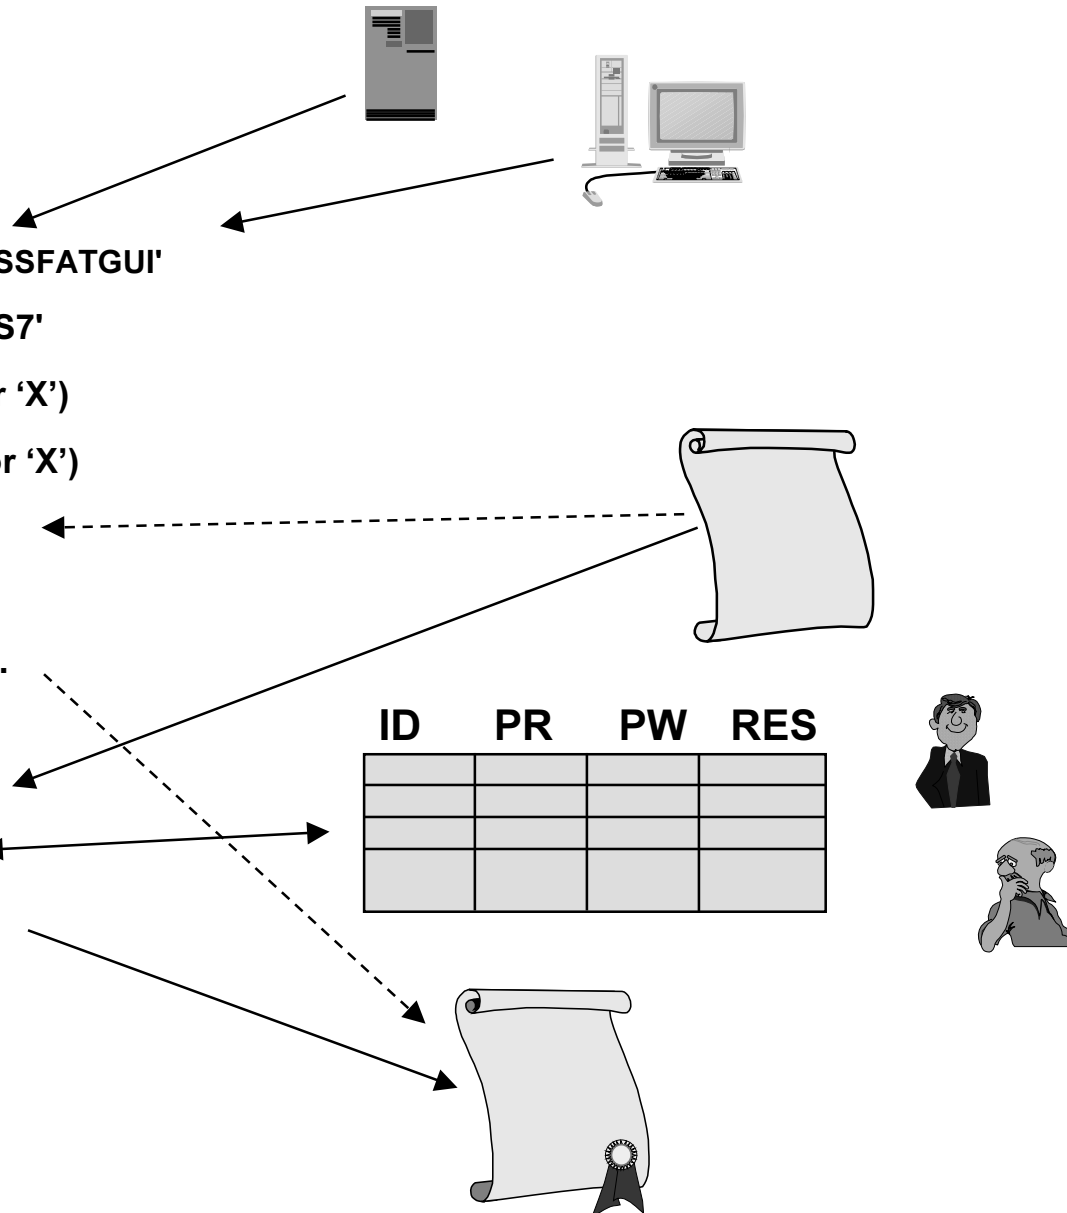 SSFATGUI'
S7'
r ‘X’)
or ‘X’)
.
ID PR PW RES